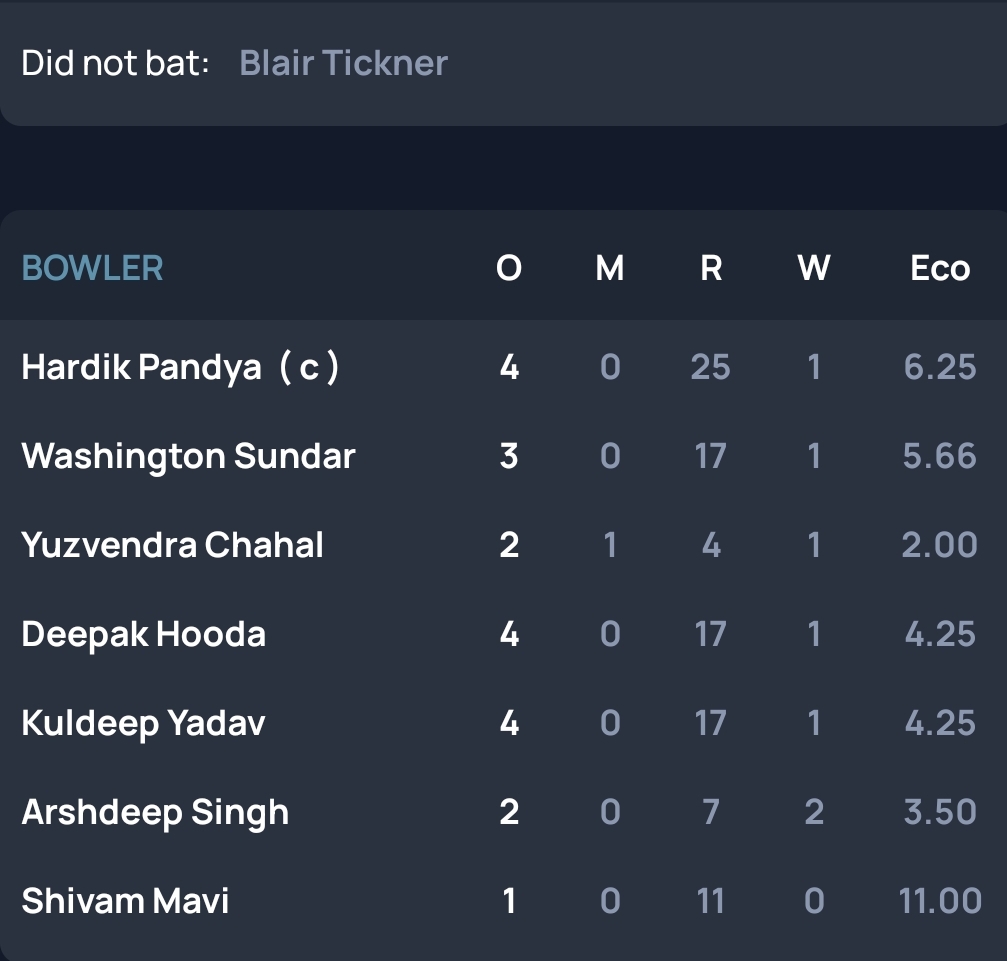 Did not bat: Blair Tickner
BOWLER O M R W Eco
Hardik Pandya ( c ) 4 0 25 1 6.25
Washington Sundar 3 0 17 1 5.66
Yuzvendra Chahal 2 1 4 1 2.00
Deepak Hooda 4 0 17 1 4.25
Kuldeep Yadav 4 0 17 1 4.25
Arshdeep Singh 2 0 7 2 3.50
Shivam Mavi 1 0 11 0 11.00